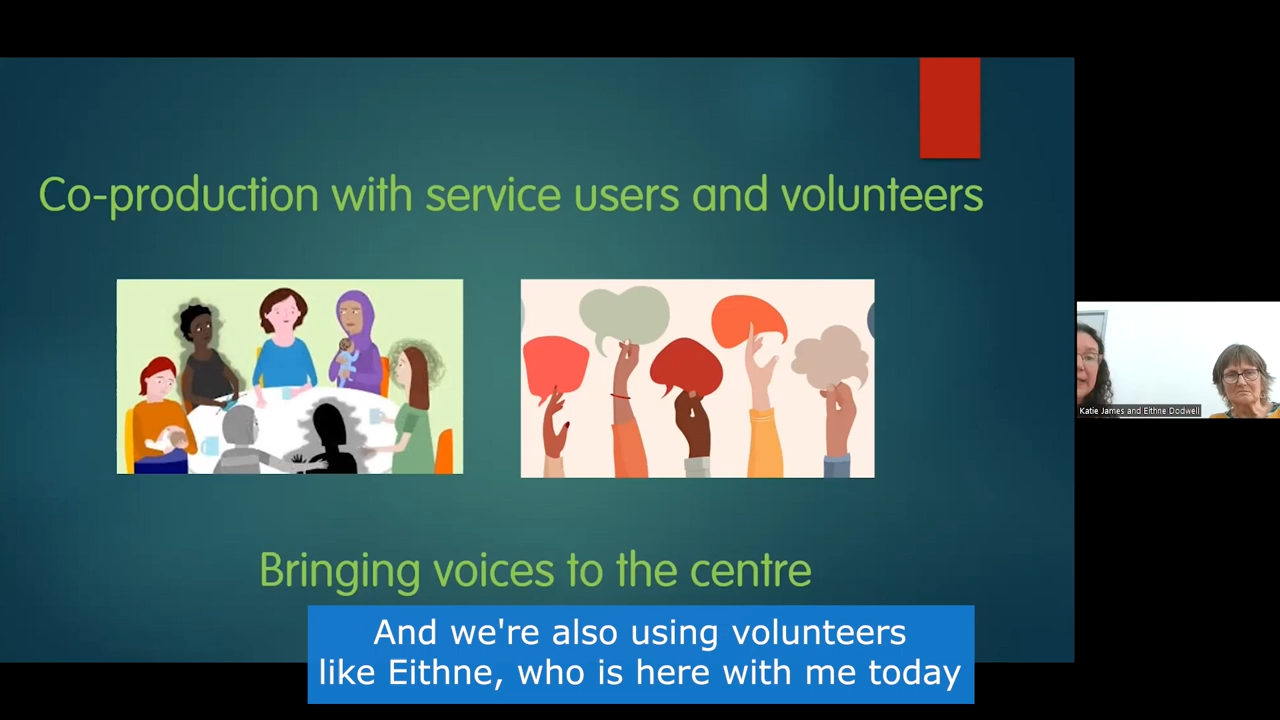 Co-production with service users and volunteers
Katie James and Eithne Dodwell
Bringing voices to the centre
And we're also using volunteers
like Eithne, who is here with me today